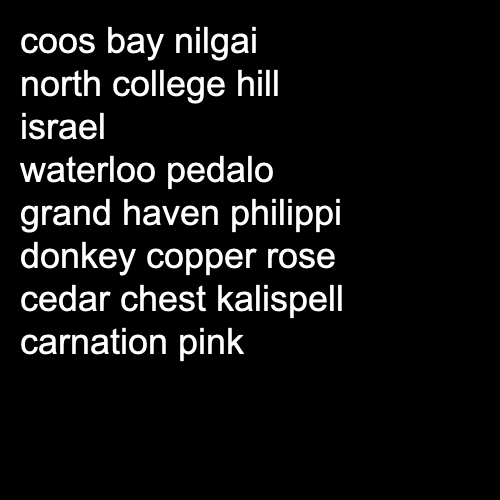 coos bay nilgai
north college hill
israel
waterloo pedalo
grand haven philippi
donkey copper rose
cedar chest kalispell
carnation pink